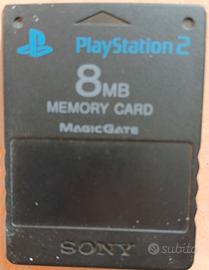 PlayStation 2
8MB
MEMORY CARD
MAGICGATE
SONY
subito